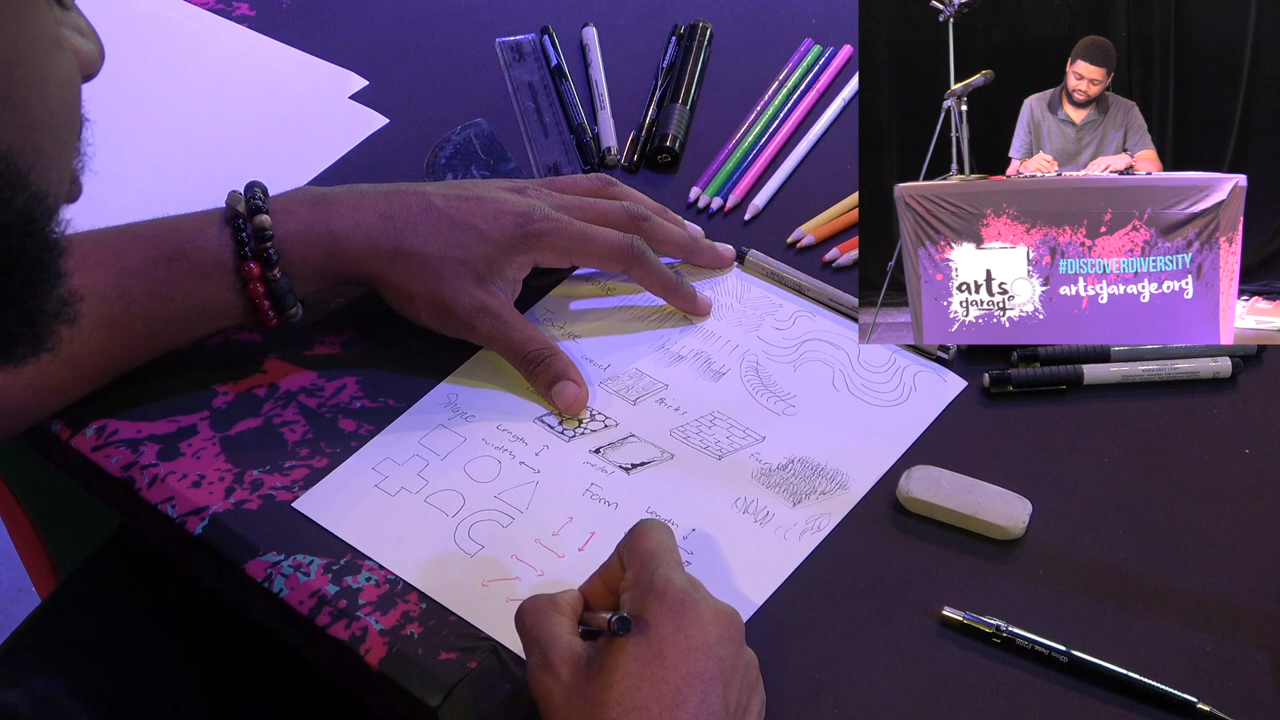 #DISCOVERDIVERSITY
arts
garage
artsgarage.org
Texture
wood
Bricks
Shape
Length
width
metal
Fur
Form
Length